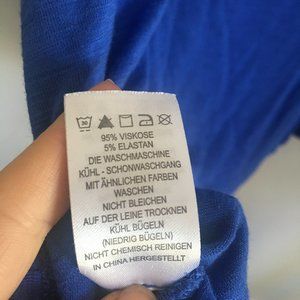 30
95% VISKOSE
5% ELASTAN
DIE WASCHMASCHINE
KÜHL - SCHONWASCHGANG
MIT ÄHNLICHEN FARBEN
WASCHEN
NICHT BLEICHEN
AUF DER LEINE TROCKNEN
KÜHL BÜGELN
(NIEDRIG BÜGELN)
NICHT CHEMISCH REINIGEN
IN CHINA HERGESTELLT